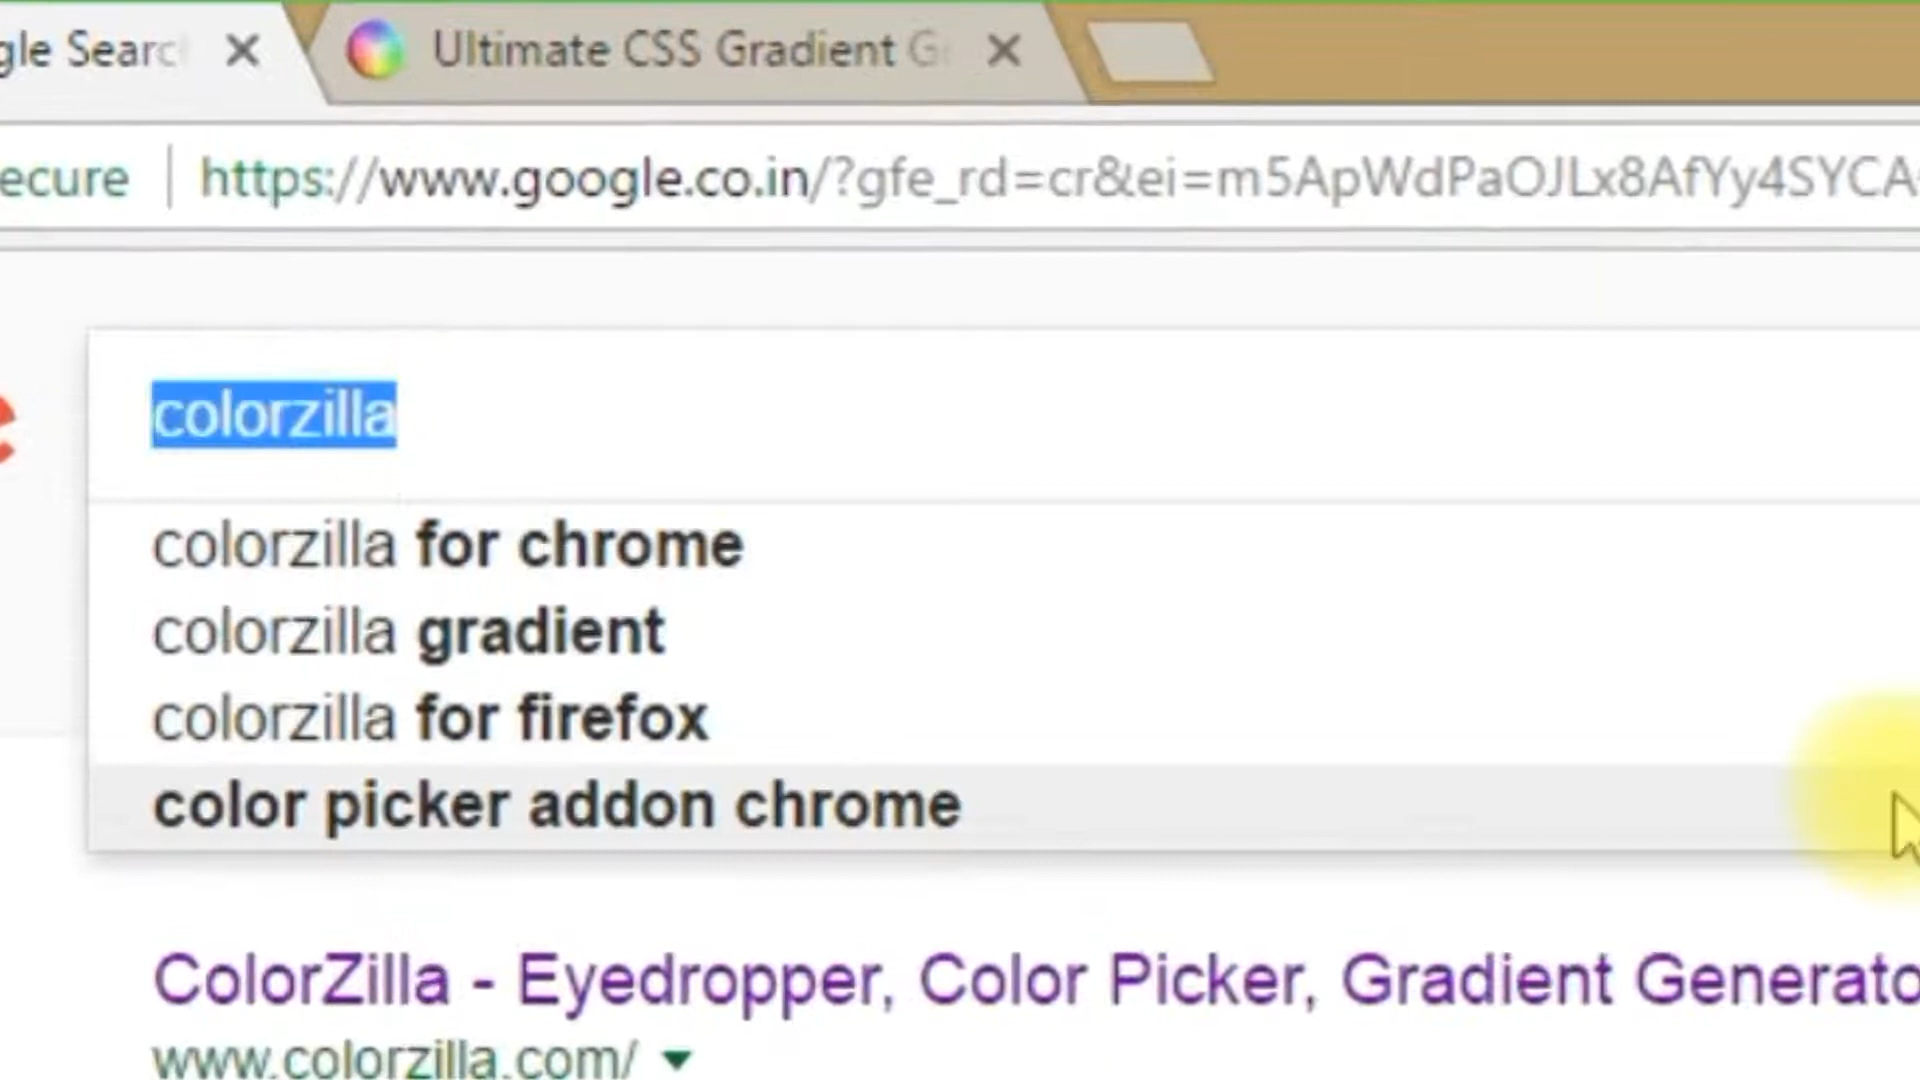 gle Search
Ultimate CSS Gradient G
ecure
https://www.google.co.in/?gfe_rd=cr&ei=m5ApWdPaOJLx8AfYy4SYCA
e
colorzilla
colorzilla for chrome
colorzilla gradient
colorzilla for firefox
color picker addon chrome
ColorZilla - Eyedropper, Color Picker, Gradient Generato
www.colorzilla.com/